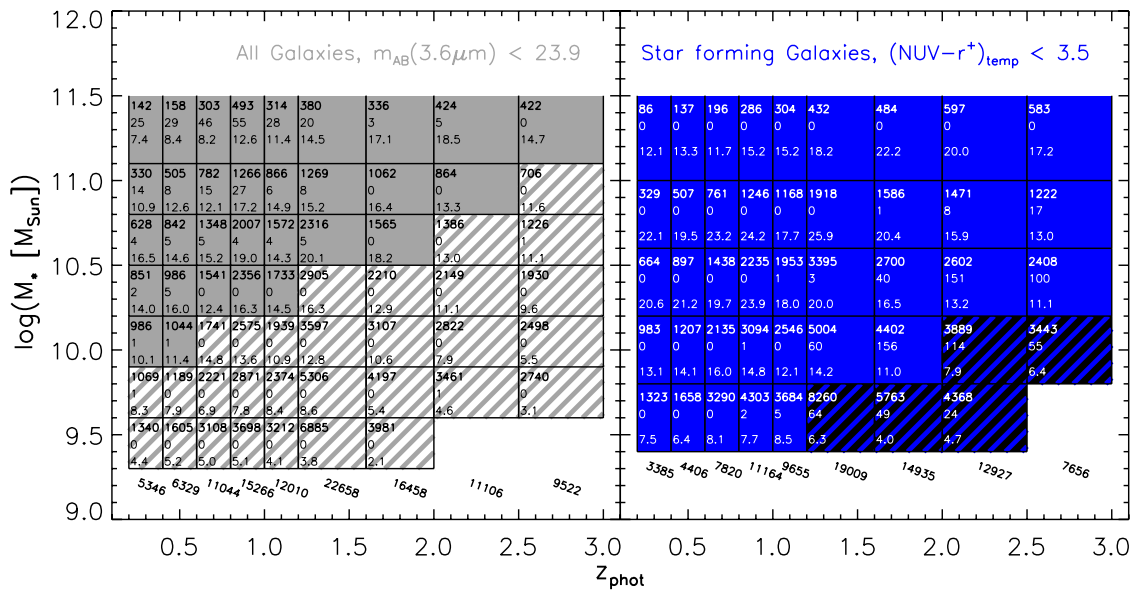 All Galaxies, m_AB(3.6μm) < 23.9
Star forming Galaxies, (NUV−r⁺)_temp < 3.5
log(M* [M_Sun])
12.0
11.5
11.0
10.5
10.0
9.5
9.0
142 158 303 493 314 380 336 424 422
25 29 46 55 28 20 3 5 0
7.4 8.4 8.2 12.6 11.4 14.5 17.1 18.5 14.7
330 505 782 1266 866 1269 1062 864 706
14 8 15 27 6 8 0 0 0
10.9 12.6 12.1 17.2 14.9 15.2 16.4 13.3 11.6
628 842 1348 2007 1572 2316 1565 1386 1226
4 5 5 4 4 5 0 0 1
16.5 14.6 15.2 19.0 14.3 20.1 18.2 13.0 11.1
851 986 1541 2356 1733 2905 2210 2149 1930
2 5 0 0 0 0 0 0 0
14.0 16.0 12.4 16.3 14.5 16.3 12.9 11.1 9.6
986 1044 1741 2575 1939 3597 3107 2822 2498
1 1 0 0 0 0 0 0 0
10.1 11.4 14.8 13.6 10.9 12.8 10.6 7.9 5.5
1069 1189 2221 2871 2374 5306 4197 3461 2740
1 0 0 0 0 0 0 1 0
8.3 7.9 6.9 7.8 8.4 8.6 5.4 4.6 3.1
1340 1605 3108 3698 3212 6885 3981
0 0 0 0 0 0 0
4.4 5.2 5.0 5.1 4.1 3.8 2.1
5346 6329 11044 15266 12010 22658 16458 11106 9522
0.5 1.0 1.5 2.0 2.5 3.0
86 137 196 286 304 432 484 597 583
0 0 0 0 0 0 0 0 0
12.1 13.3 11.7 15.2 15.2 18.2 22.2 20.0 17.2
329 507 761 1246 1168 1918 1586 1471 1222
0 0 0 0 0 0 1 8 17
22.1 19.5 23.2 24.2 17.7 25.9 20.4 15.9 13.0
664 897 1438 2235 1953 3395 2700 2602 2408
0 0 0 0 1 3 40 151 100
20.6 21.2 19.7 23.9 18.0 20.0 16.5 13.2 11.1
983 1207 2135 3094 2546 5004 4402 3889 3443
0 0 0 1 0 60 156 114 55
13.1 14.1 16.0 14.8 12.1 14.2 11.0 7.9 6.4
1323 1658 3290 4303 3684 8260 5763 4368
0 0 0 2 5 64 49 24
7.5 6.4 8.1 7.7 8.5 6.3 4.0 4.7
3385 4406 7820 11164 9655 19009 14935 12927 7656
0.5 1.0 1.5 2.0 2.5 3.0
z_phot